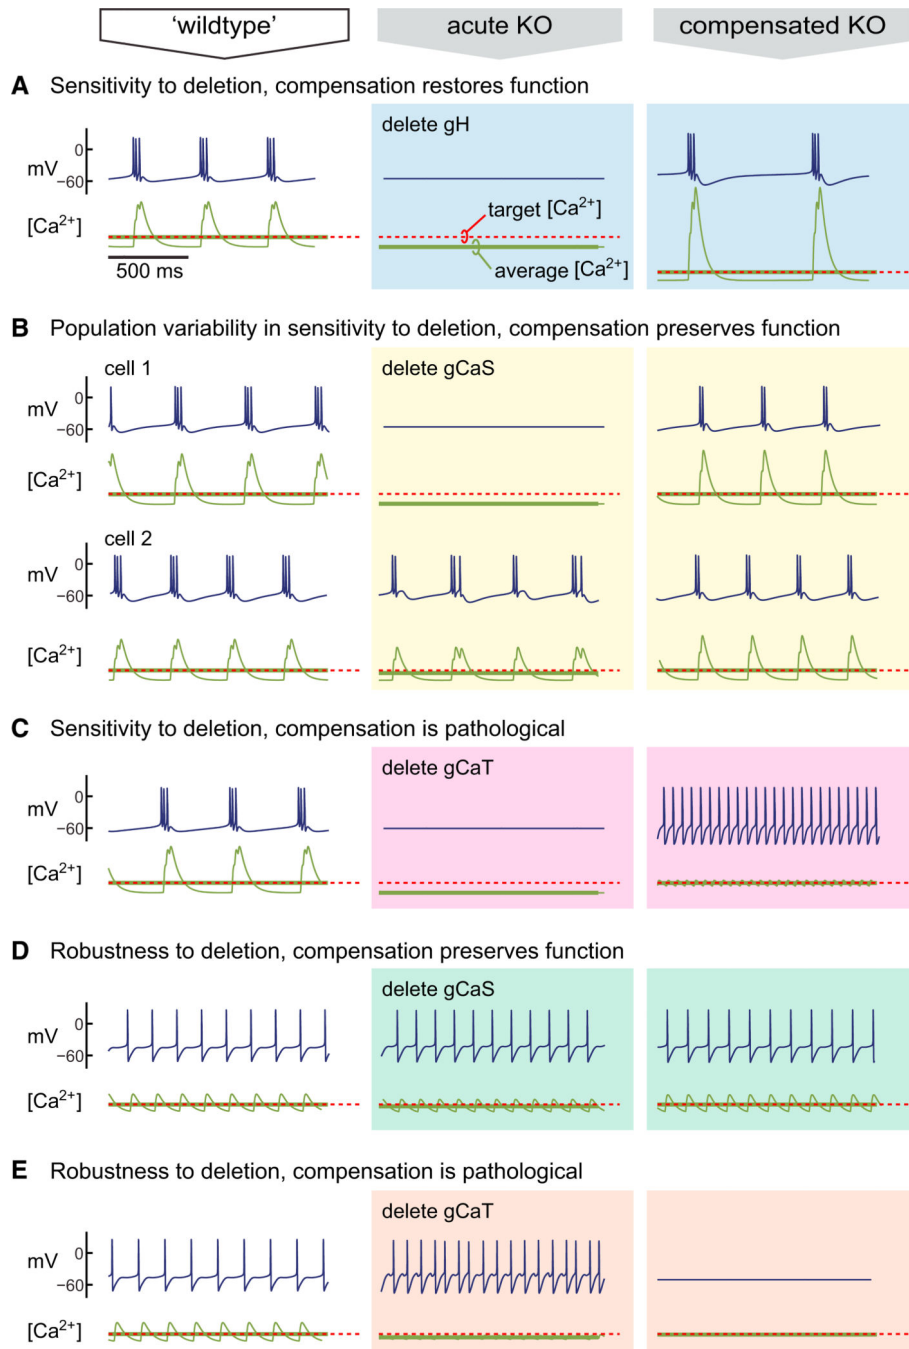 'wildtype' acute KO compensated KO
A Sensitivity to deletion, compensation restores function
delete gH
0
mV
−60
target [Ca²⁺]
[Ca²⁺]
average [Ca²⁺]
500 ms
B Population variability in sensitivity to deletion, compensation preserves function
cell 1 delete gCaS
0
mV
−60
[Ca²⁺]
cell 2
0
mV
−60
[Ca²⁺]
C Sensitivity to deletion, compensation is pathological
delete gCaT
0
mV
−60
[Ca²⁺]
D Robustness to deletion, compensation preserves function
delete gCaS
0
mV
−60
[Ca²⁺]
E Robustness to deletion, compensation is pathological
delete gCaT
0
mV
−60
[Ca²⁺]